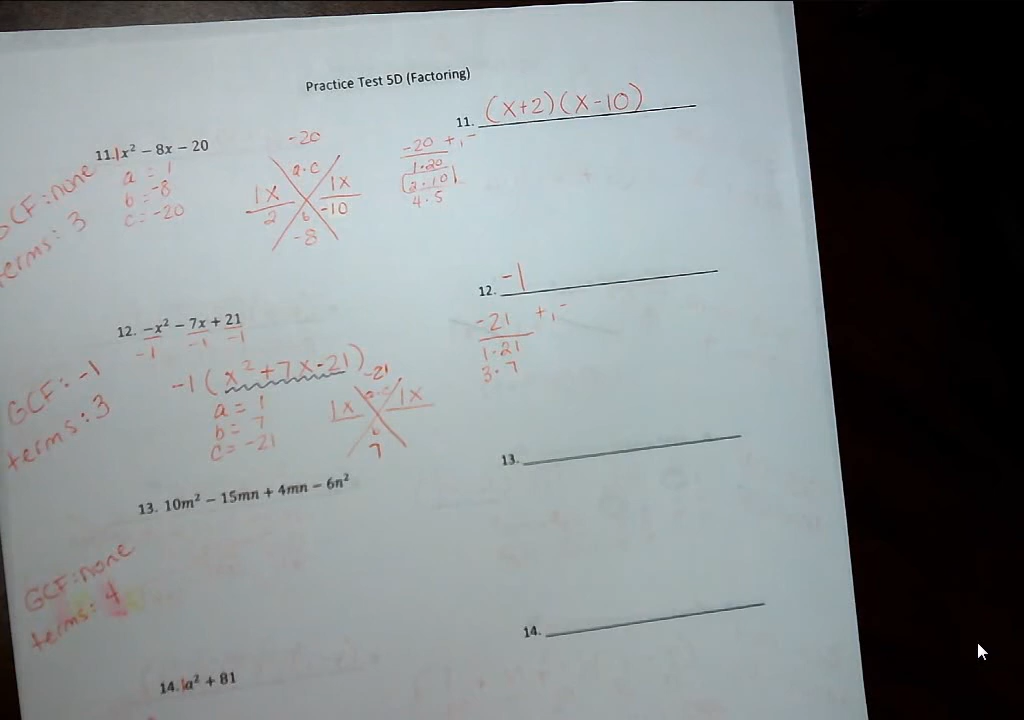 Practice Test 5D (Factoring)
11. 1x² − 8x − 20
GCF: none
terms: 3
a = 1
b = -8
c = -20
-20
a·c
1x 1x
2 -10
b
-8
-20 +, -
1·20
(2·10)
4·5
11. (x+2)(x-10)
12. −x² − 7x + 21
-1 -1 -1
GCF: -1
terms: 3
-1(x²+7x-21)
a = 1
b = 7
c = -21
-21
1x 1x
b
7
12. -1
-21 +, -
1·21
3·7
13. 10m² − 15mn + 4mn − 6n²
GCF: none
terms: 4
13.
14. 1a² + 81
14.